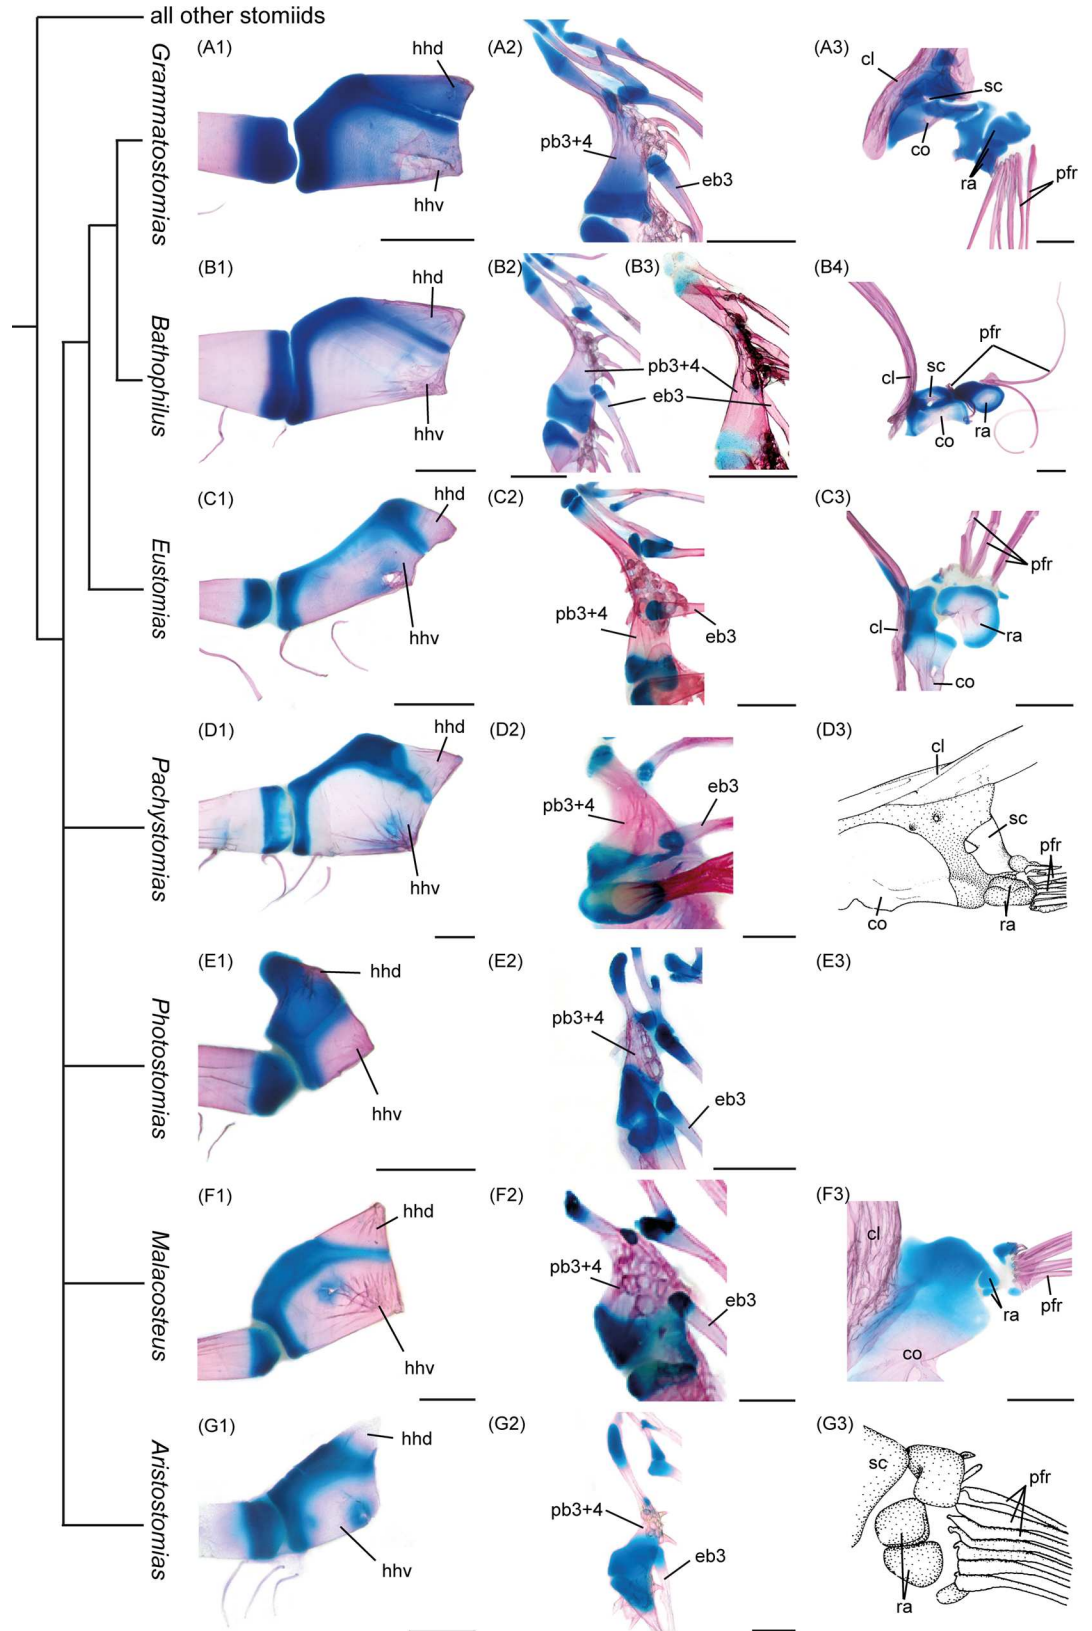 all other stomiids
Grammatostomias
(A1)
hhd
hhv
(A2)
pb3+4
eb3
(A3)
cl
sc
co
ra
pfr
Bathophilus
(B1)
hhd
hhv
(B2)
(B3)
pb3+4
eb3
(B4)
pfr
cl
sc
co
ra
Eustomias
(C1)
hhd
hhv
(C2)
pb3+4
eb3
(C3)
pfr
cl
ra
co
Pachystomias
(D1)
hhd
hhv
(D2)
pb3+4
eb3
(D3)
cl
sc
pfr
co
ra
Photostomias
(E1)
hhd
hhv
(E2)
pb3+4
eb3
(E3)
Malacosteus
(F1)
hhd
hhv
(F2)
pb3+4
eb3
(F3)
cl
ra
pfr
co
Aristostomias
(G1)
hhd
hhv
(G2)
pb3+4
eb3
(G3)
sc
pfr
ra